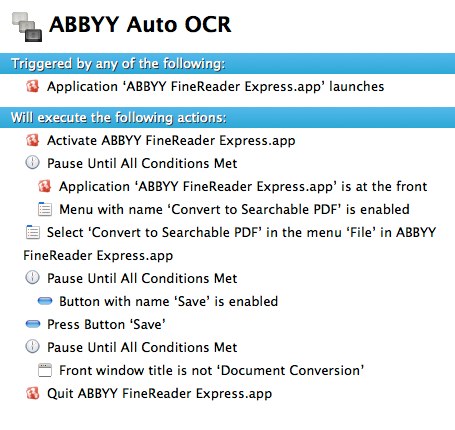 ABBYY Auto OCR
Triggered by any of the following:
Application ‘ABBYY FineReader Express.app’ launches
Will execute the following actions:
Activate ABBYY FineReader Express.app
Pause Until All Conditions Met
Application ‘ABBYY FineReader Express.app’ is at the front
Menu with name ‘Convert to Searchable PDF’ is enabled
Select ‘Convert to Searchable PDF’ in the menu ‘File’ in ABBYY
FineReader Express.app
Pause Until All Conditions Met
Button with name ‘Save’ is enabled
Press Button ‘Save’
Pause Until All Conditions Met
Front window title is not ‘Document Conversion’
Quit ABBYY FineReader Express.app